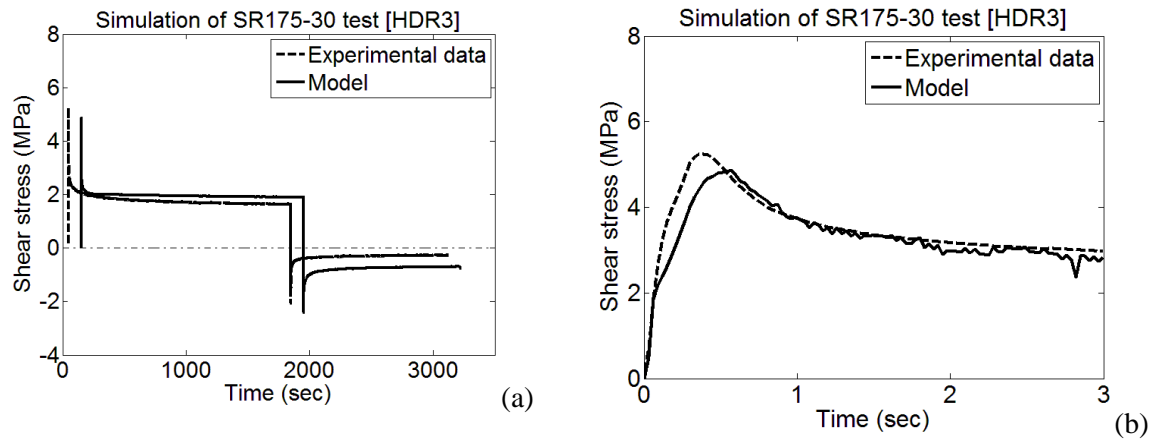 Simulation of SR175-30 test [HDR3]
8
6
4
2
0
-2
-4
Shear stress (MPa)
Experimental data
Model
0
1000
2000
3000
Time (sec)
(a)
Simulation of SR175-30 test [HDR3]
8
6
4
2
0
Shear stress (MPa)
Experimental data
Model
0
1
2
3
Time (sec)
(b)